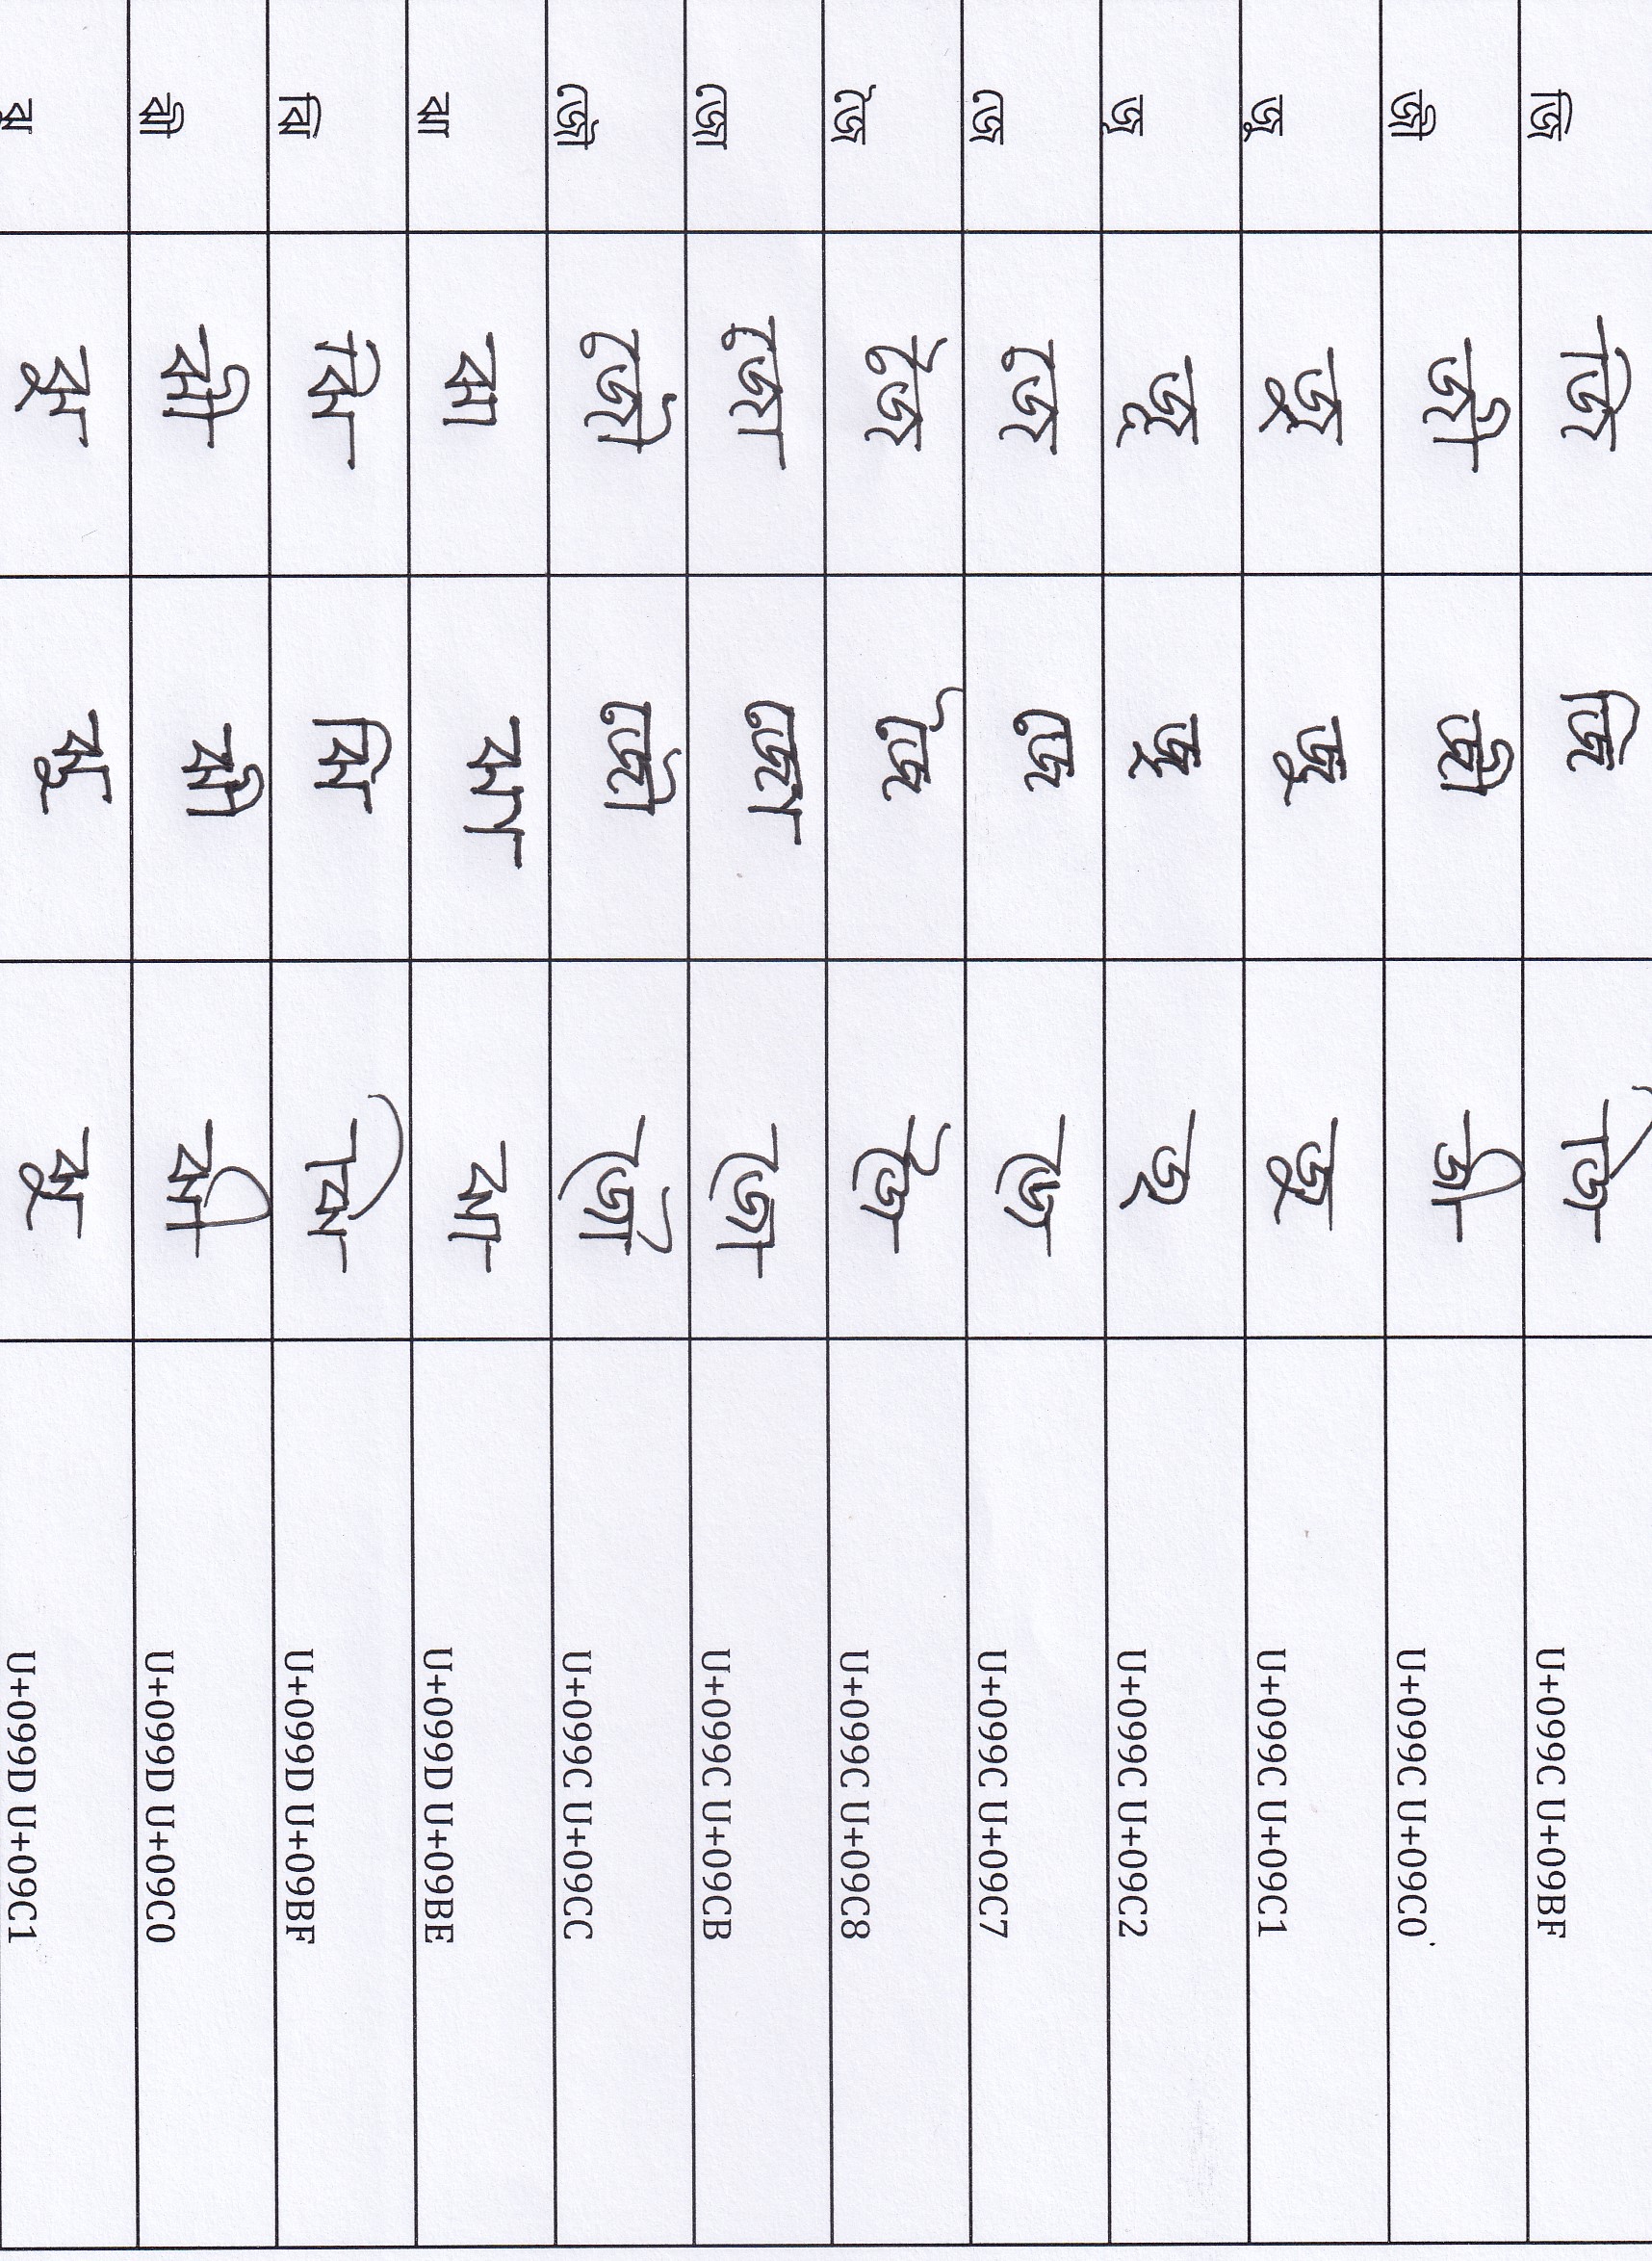 জি জি জি জি U+099C U+09BF
জী জী জী জী U+099C U+09C0
জু জু জু জু U+099C U+09C1
জূ জূ জূ জূ U+099C U+09C2
জে জে জে জে U+099C U+09C7
জৈ জৈ জৈ জৈ U+099C U+09C8
জো জো জো জো U+099C U+09CB
জৌ জৌ জৌ জৌ U+099C U+09CC
ঝা ঝা ঝা ঝা U+099D U+09BE
ঝি ঝি ঝি ঝি U+099D U+09BF
ঝী ঝী ঝী ঝী U+099D U+09C0
ঝু ঝু ঝু ঝু U+099D U+09C1